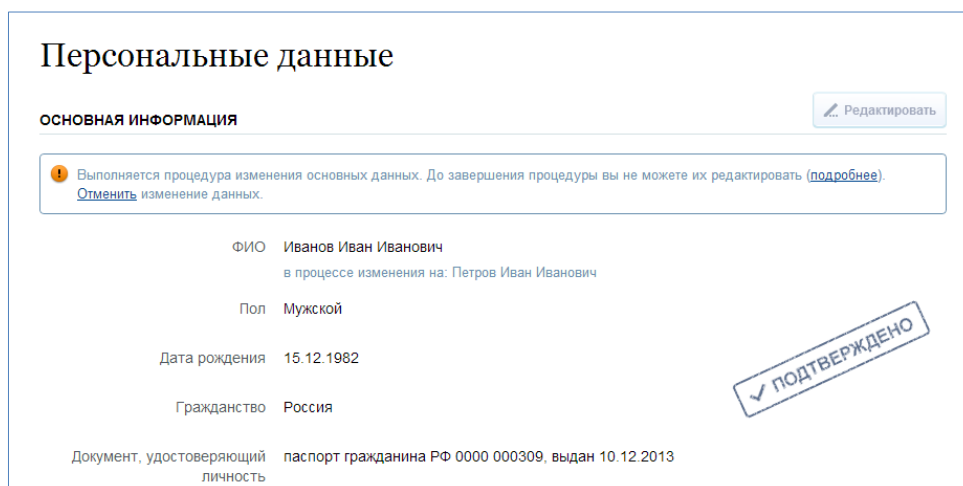 Персональные данные
Редактировать
ОСНОВНАЯ ИНФОРМАЦИЯ
Выполняется процедура изменения основных данных. До завершения процедуры вы не можете их редактировать (подробнее).
Отменить изменение данных.
ФИО Иванов Иван Иванович
в процессе изменения на: Петров Иван Иванович
Пол Мужской
Дата рождения 15.12.1982
Гражданство Россия
ПОДТВЕРЖДЕНО
Документ, удостоверяющий паспорт гражданина РФ 0000 000309, выдан 10.12.2013
личность